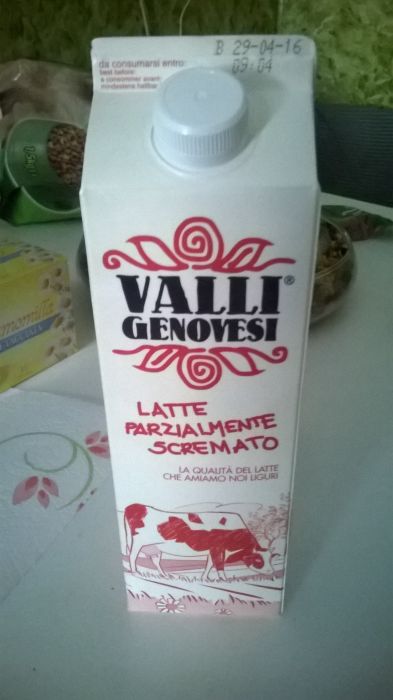 B 29-04-16
09:04
da consumarsi entro:
best before:
a consommer avant:
mindestens haltbar
VALLI®
GENOVESI
LATTE
PARZIALMENTE
SCREMATO
LA QUALITÀ DEL LATTE
CHE AMIAMO NOI LIGURI